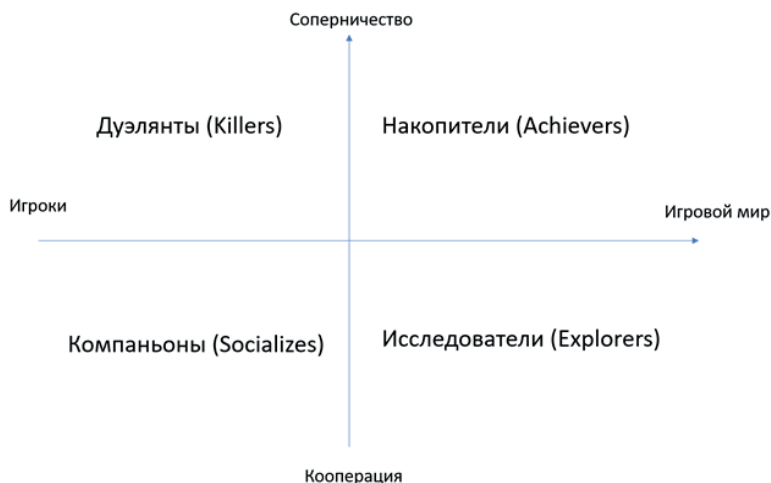 Соперничество
Дуэлянты (Killers)
Накопители (Achievers)
Игроки
Игровой мир
Компаньоны (Socializes)
Исследователи (Explorers)
Кооперация